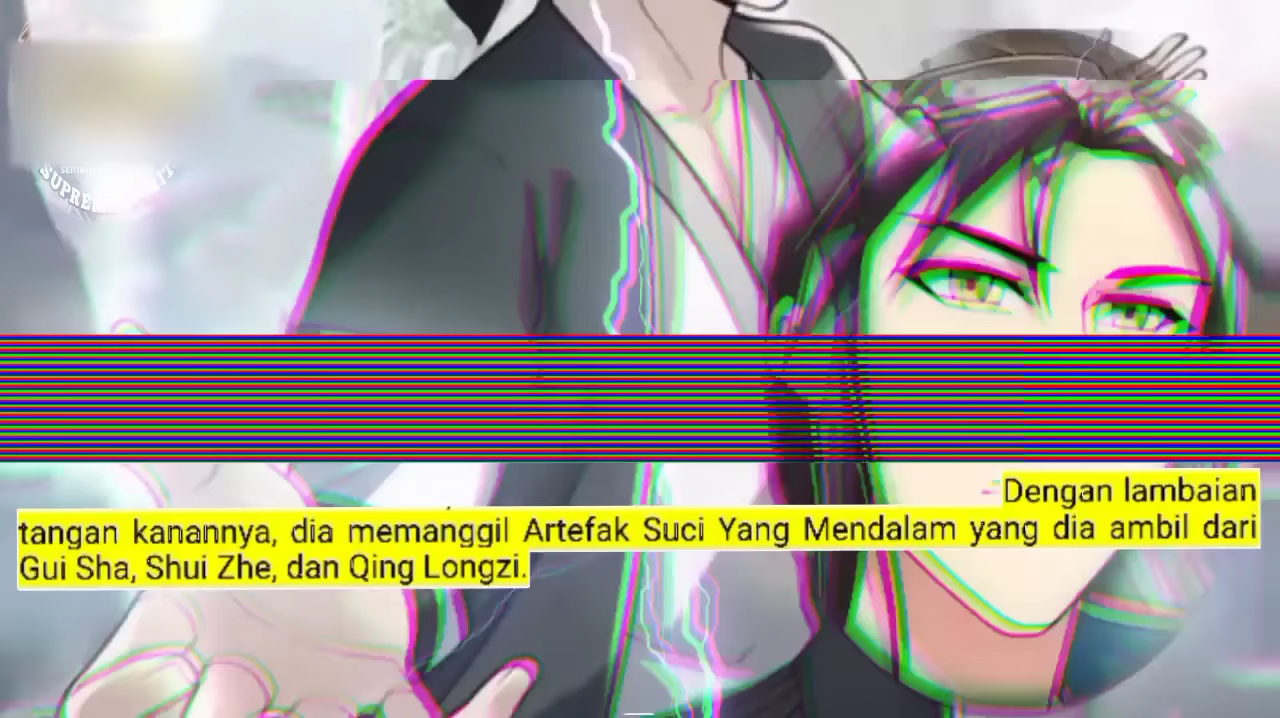 Dengan lambaian
tangan kanannya, dia memanggil Artefak Suci Yang Mendalam yang dia ambil dari
Gui Sha, Shui Zhe, dan Qing Longzi.